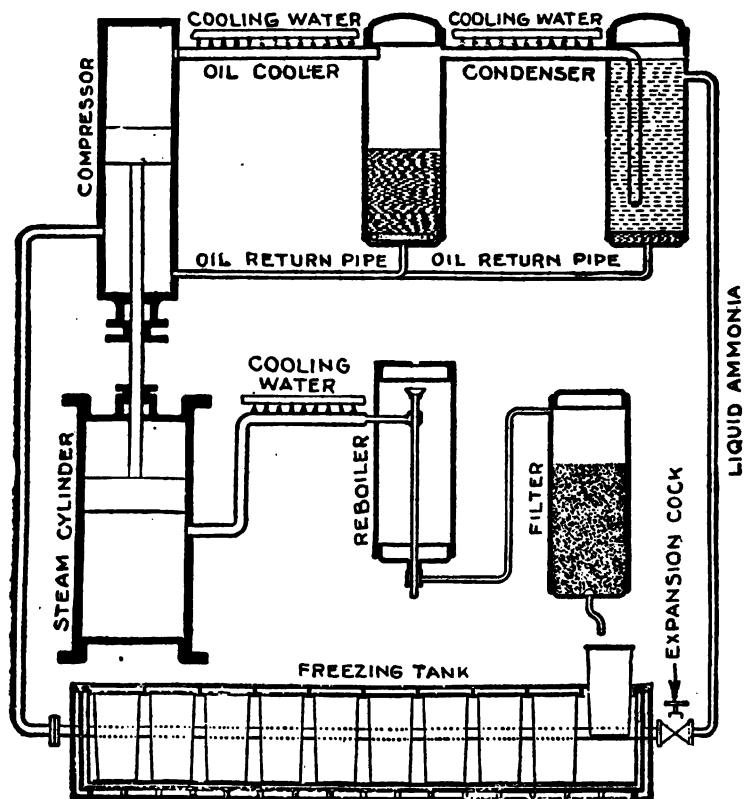 COOLING WATER
COOLING WATER
OIL COOLER
CONDENSER
COMPRESSOR
OIL RETURN PIPE
OIL RETURN PIPE
LIQUID AMMONIA
COOLING
WATER
STEAM CYLINDER
REBOILER
FILTER
EXPANSION COCK
FREEZING TANK